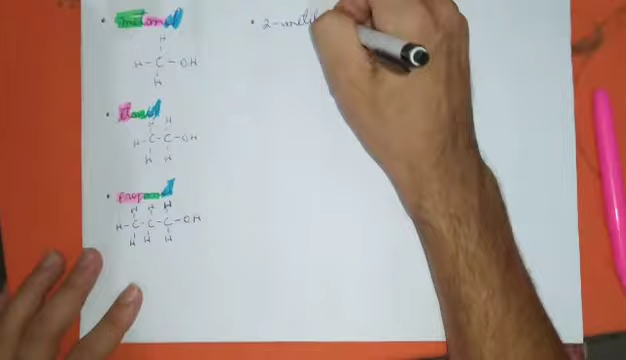 • Metanol
H
H-C-OH
H
• Etanol
H H
H-C-C-OH
H H
• Propanol
H H H
H-C-C-C-OH
H H H
• 2-metil